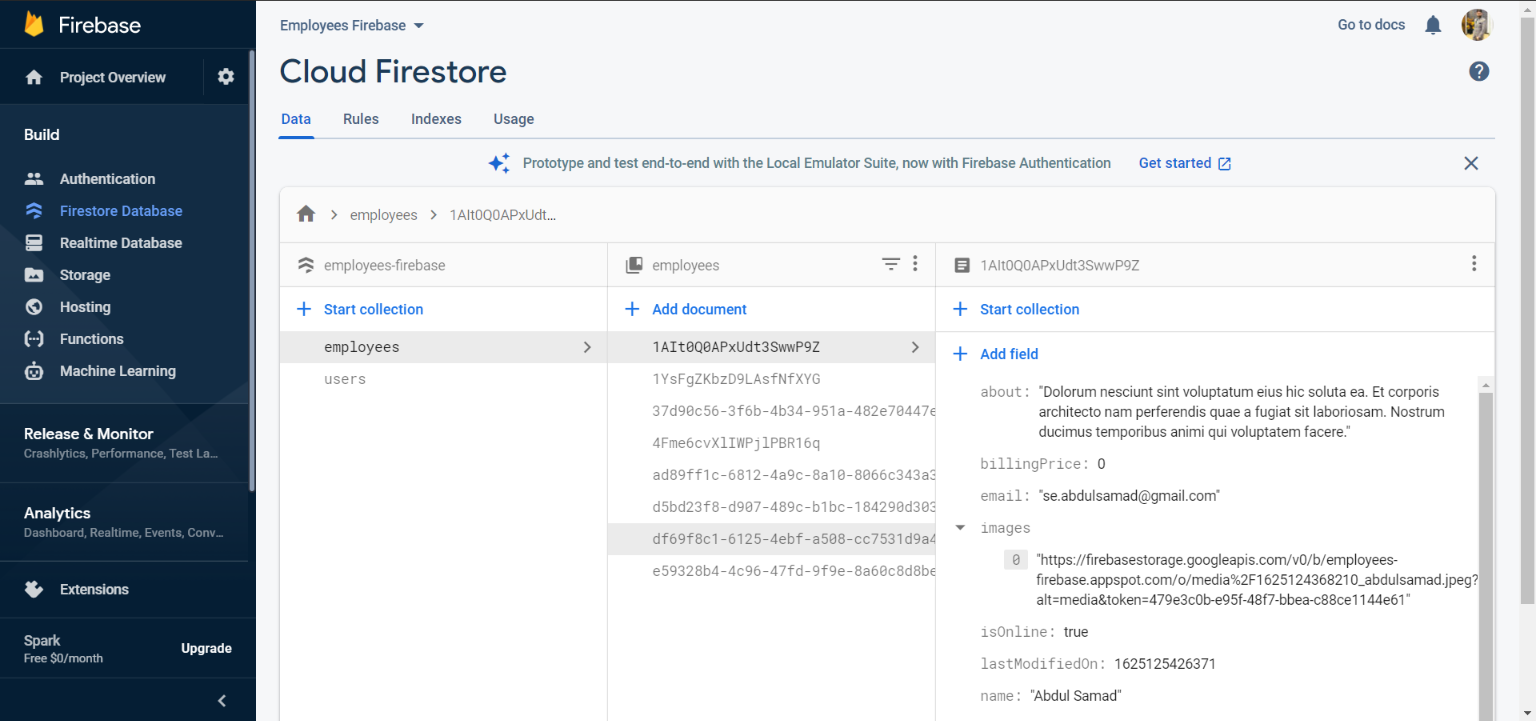 Firebase
Project Overview
Build
Authentication
Firestore Database
Realtime Database
Storage
Hosting
Functions
Machine Learning
Release & Monitor
Crashlytics, Performance, Test La...
Analytics
Dashboard, Realtime, Events, Conv...
Extensions
Spark
Free $0/month
Upgrade
Employees Firebase
Go to docs
Cloud Firestore
Data Rules Indexes Usage
Prototype and test end-to-end with the Local Emulator Suite, now with Firebase Authentication Get started
employees 1AIt0Q0APxUdt...
employees-firebase
Start collection
employees
users
employees
Add document
1AIt0Q0APxUdt3SwwP9Z
1YsFgZKbzD9LAsfNfXYG
37d90c56-3f6b-4b34-951a-482e70447e
4Fme6cvXlIWPjlPBR16q
ad89ff1c-6812-4a9c-8a10-8066c343a3
d5bd23f8-d907-489c-b1bc-184290d303
df69f8c1-6125-4ebf-a508-cc7531d9a4
e59328b4-4c96-47fd-9f9e-8a60c8d8be
1AIt0Q0APxUdt3SwwP9Z
Start collection
Add field
about: "Dolorum nesciunt sint voluptatum eius hic soluta ea. Et corporis
architecto nam perferendis quae a fugiat sit laboriosam. Nostrum
ducimus temporibus animi qui voluptatem facere."
billingPrice: 0
email: "se.abdulsamad@gmail.com"
images
0 "https://firebasestorage.googleapis.com/v0/b/employees-
firebase.appspot.com/o/media%2F1625124368210_abdulsamad.jpeg?
alt=media&token=479e3c0b-e95f-48f7-bbea-c88ce1144e61"
isOnline: true
lastModifiedOn: 1625125426371
name: "Abdul Samad"